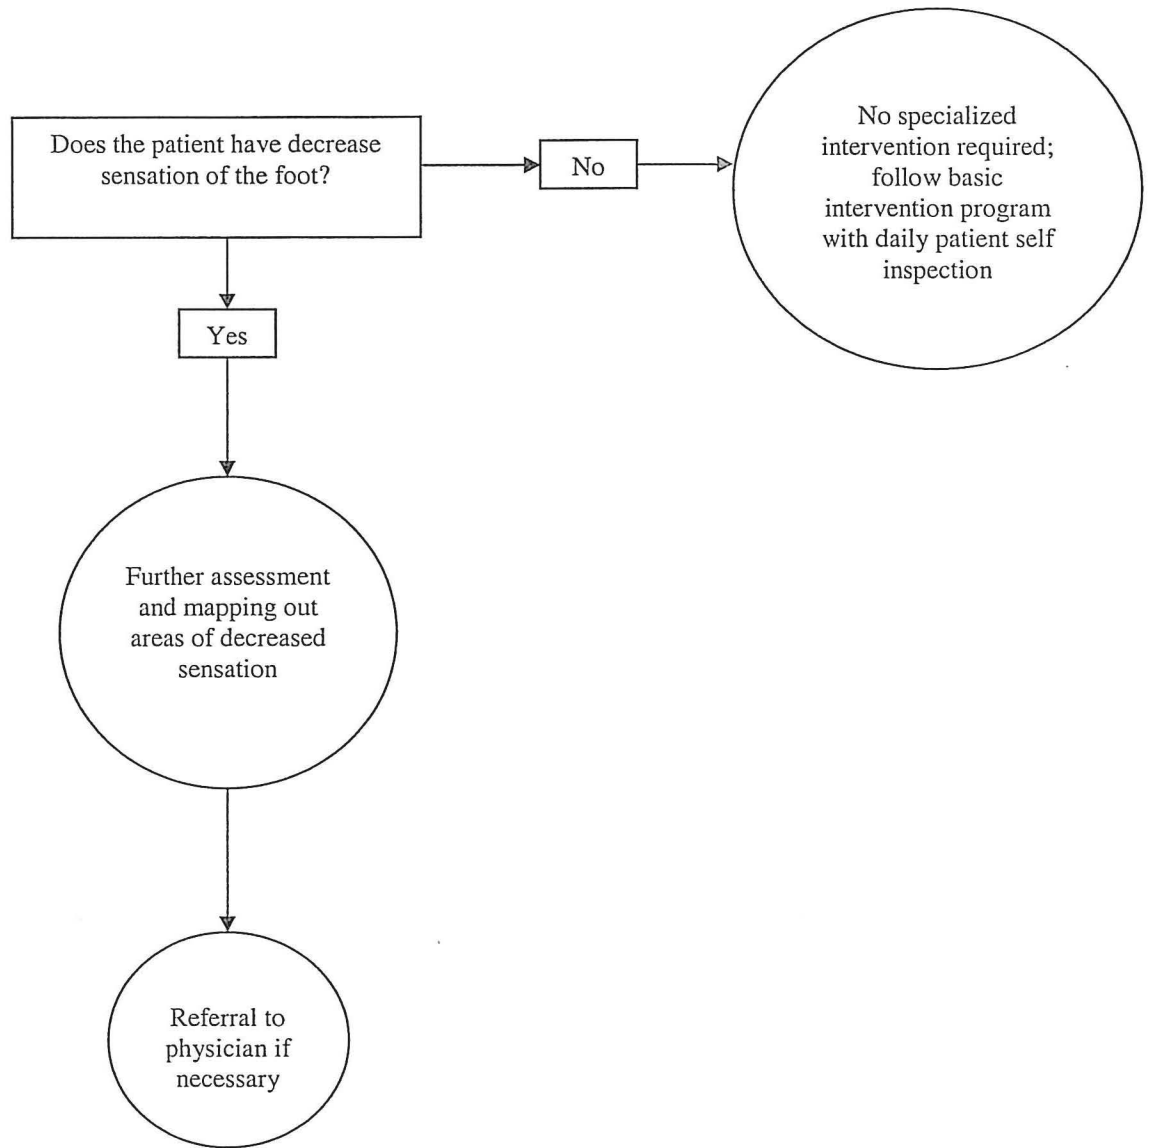 Does the patient have decrease
sensation of the foot?
No
No specialized
intervention required;
follow basic
intervention program
with daily patient self
inspection
Yes
Further assessment
and mapping out
areas of decreased
sensation
Referral to
physician if
necessary